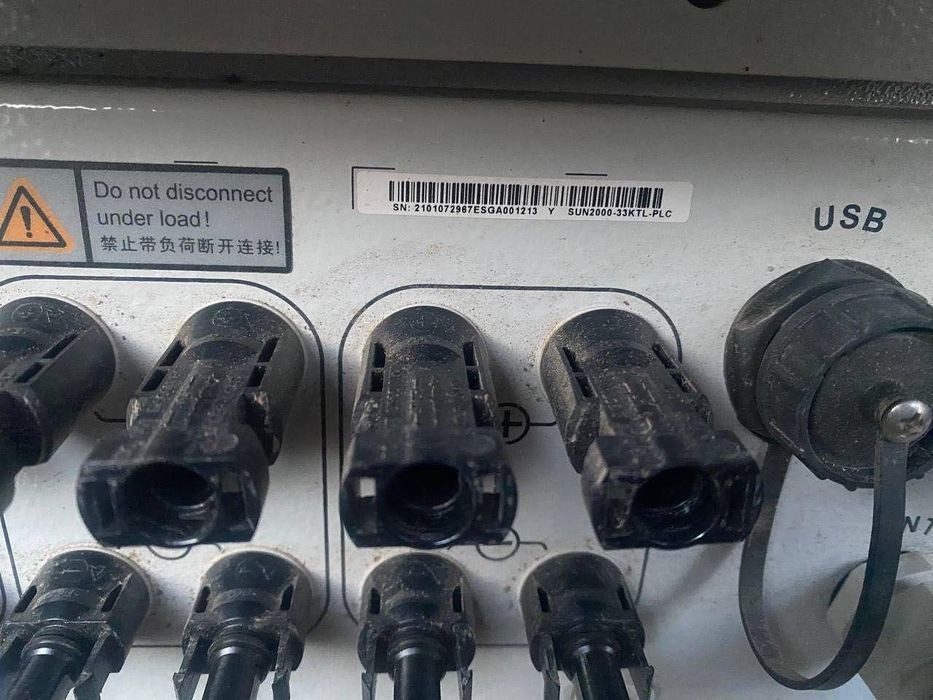 Do not disconnect
under load!
禁止带负荷断开连接!
SN: 2101072967ESGA001213 Y SUN2000-33KTL-PLC
USB